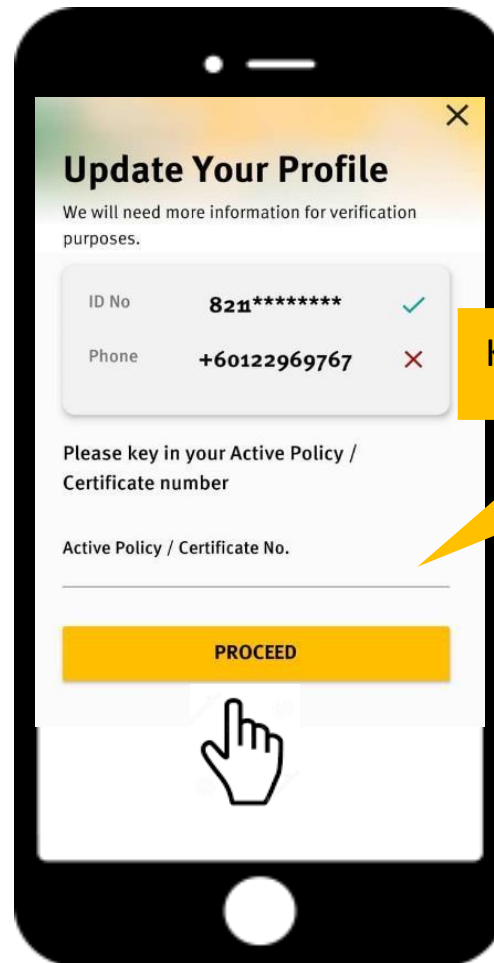 Update Your Profile
We will need more information for verification
purposes.
ID No 8211********
Phone +60122969767
Please key in your Active Policy /
Certificate number
Active Policy / Certificate No.
PROCEED